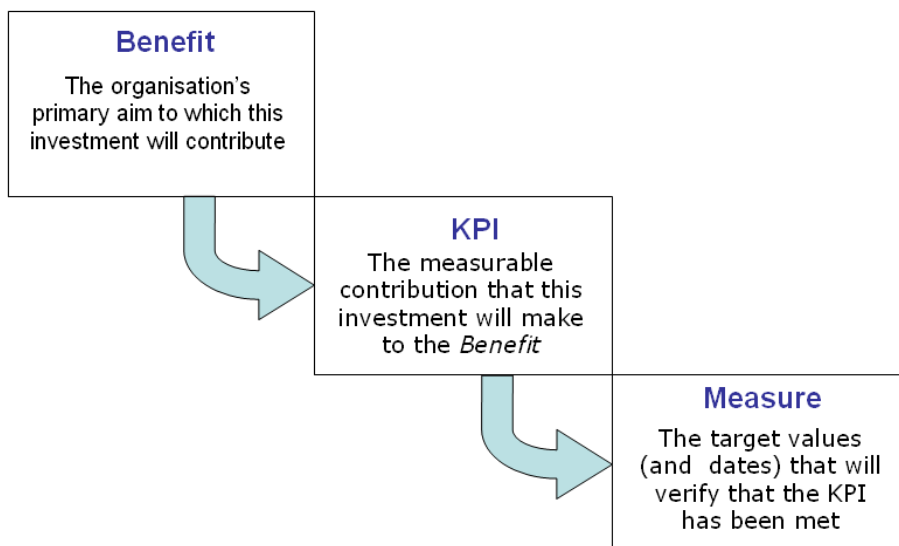 Benefit
The organisation's
primary aim to which this
investment will contribute
KPI
The measurable
contribution that this
investment will make
to the Benefit
Measure
The target values
(and dates) that will
verify that the KPI
has been met